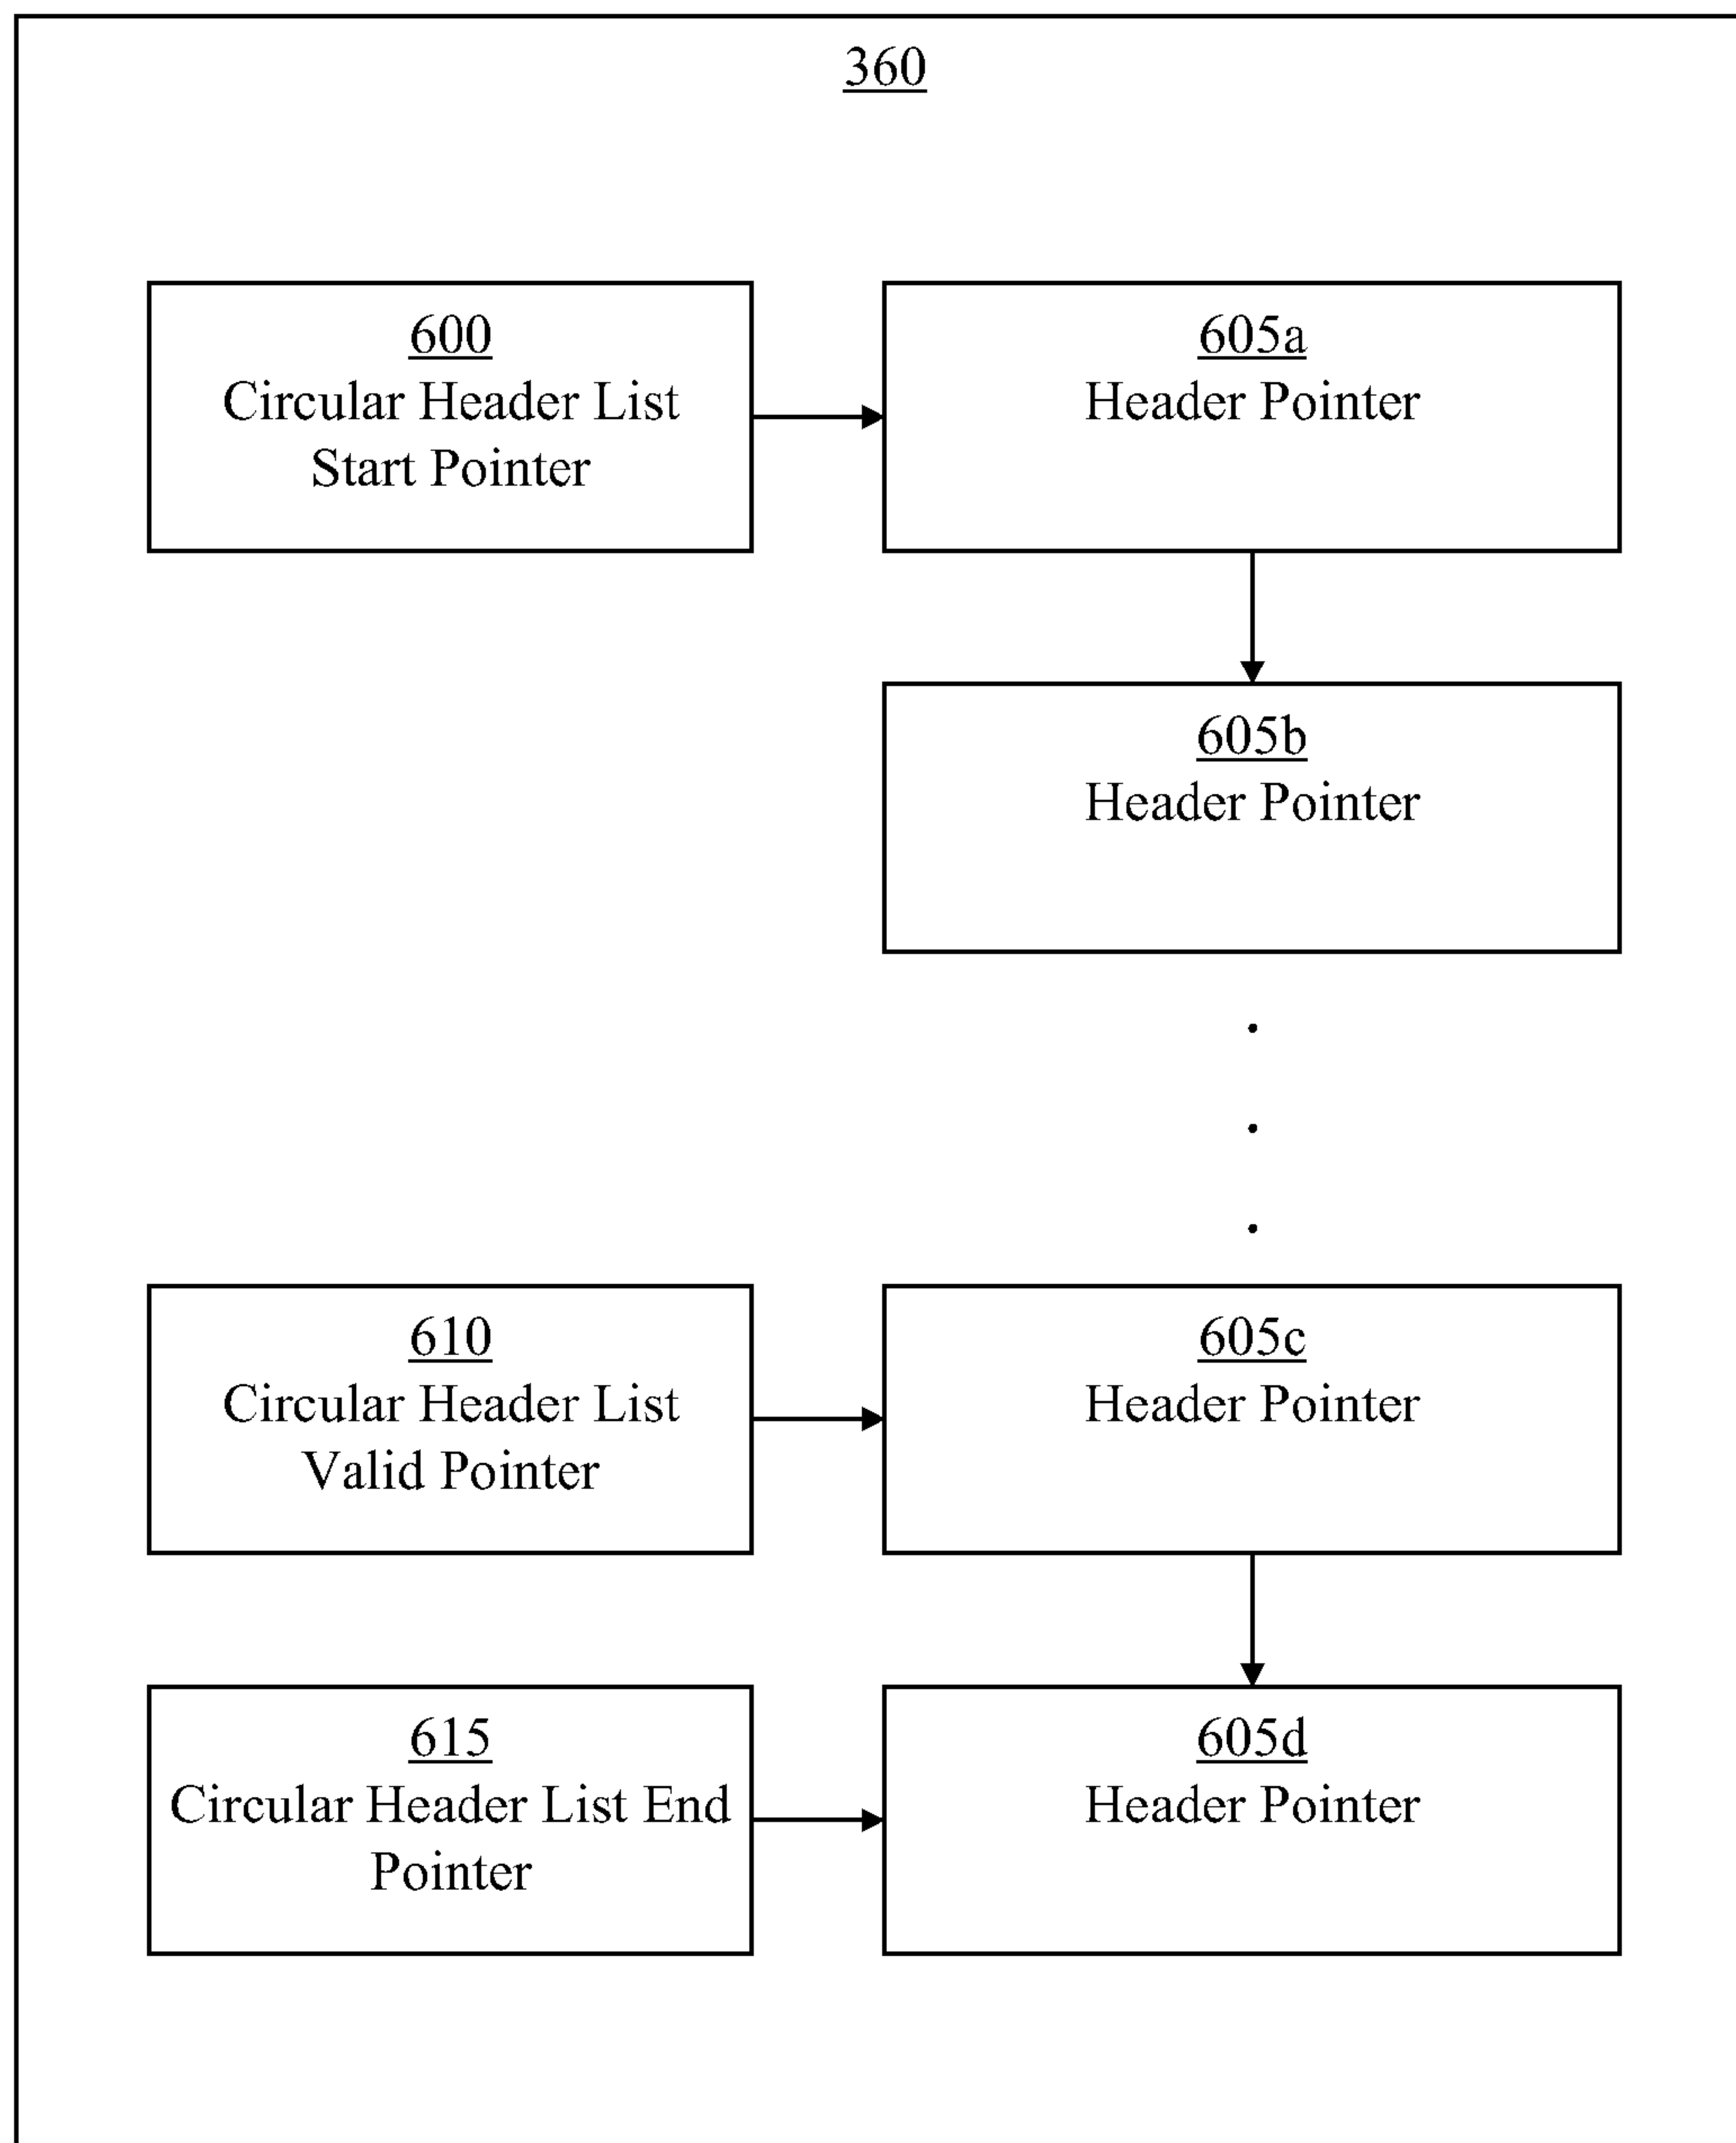 360
600
Circular Header List
Start Pointer
605a
Header Pointer
605b
Header Pointer
610
Circular Header List
Valid Pointer
605c
Header Pointer
615
Circular Header List End
Pointer
605d
Header Pointer